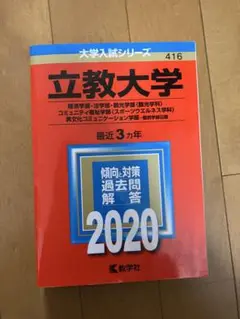 大学入試シリーズ
416
立教大学
経済学部・法学部・観光学部〈観光学科〉
コミュニティ福祉学部〈スポーツウエルネス学科〉
異文化コミュニケーション学部－個別学部日程
最近3カ年
傾向と対策
過去問
解答
2020
教学社